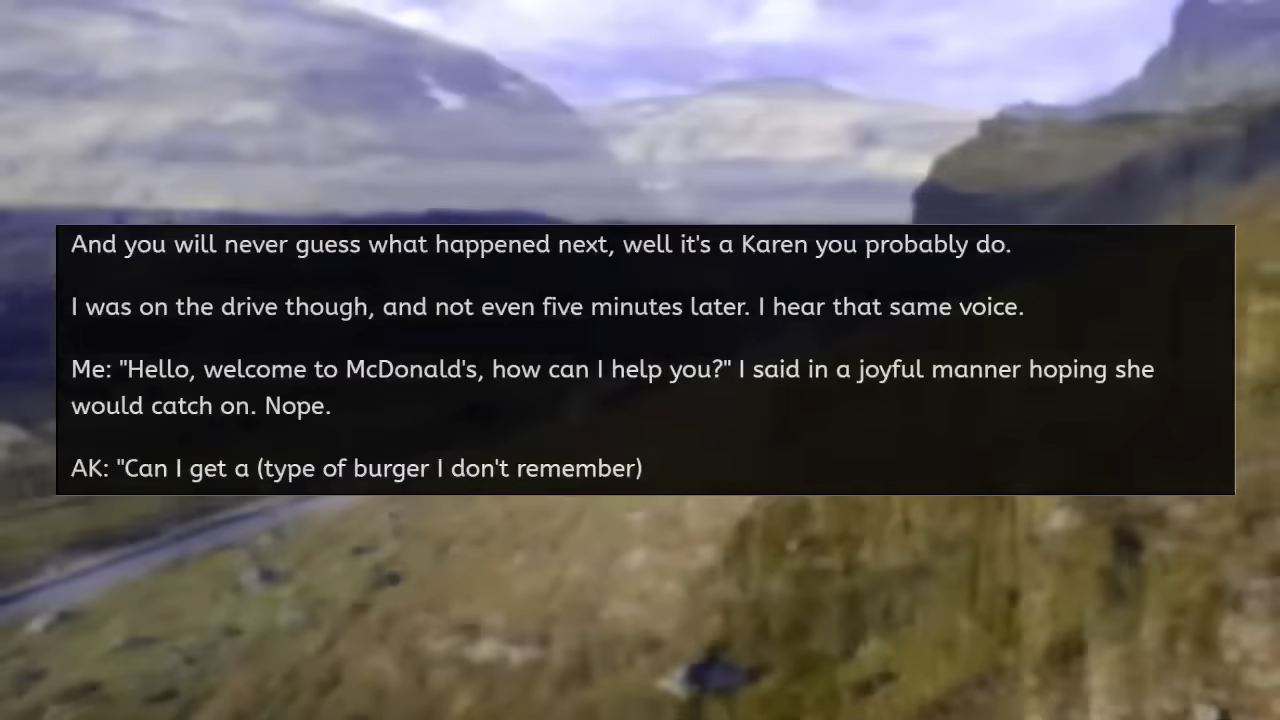 And you will never guess what happened next, well it's a Karen you probably do.
I was on the drive though, and not even five minutes later. I hear that same voice.
Me: "Hello, welcome to McDonald's, how can I help you?" I said in a joyful manner hoping she
would catch on. Nope.
AK: "Can I get a (type of burger I don't remember)